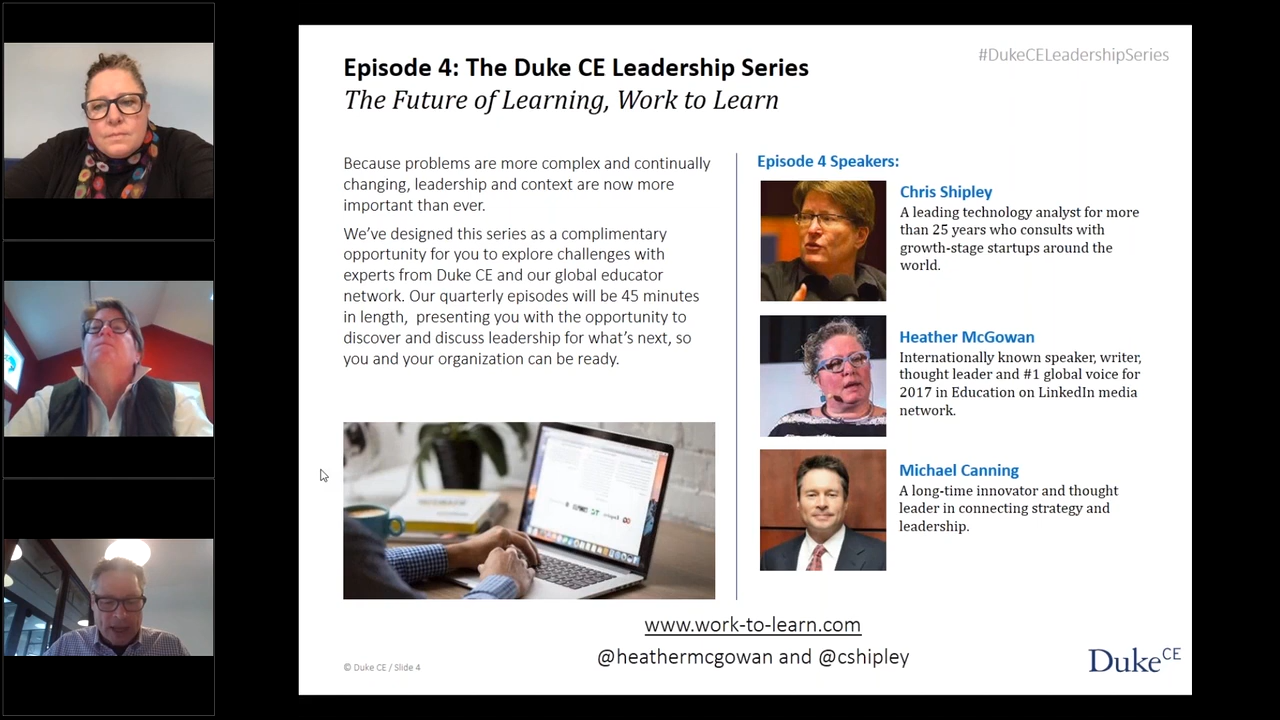 #DukeCELeadershipSeries
Episode 4: The Duke CE Leadership Series
The Future of Learning, Work to Learn
Because problems are more complex and continually
changing, leadership and context are now more
important than ever.
We've designed this series as a complimentary
opportunity for you to explore challenges with
experts from Duke CE and our global educator
network. Our quarterly episodes will be 45 minutes
in length, presenting you with the opportunity to
discover and discuss leadership for what's next, so
you and your organization can be ready.
Episode 4 Speakers:
Chris Shipley
A leading technology analyst for more
than 25 years who consults with
growth-stage startups around the
world.
Heather McGowan
Internationally known speaker, writer,
thought leader and #1 global voice for
2017 in Education on LinkedIn media
network.
Michael Canning
A long-time innovator and thought
leader in connecting strategy and
leadership.
www.work-to-learn.com
@heathermcgowan and @cshipley
© Duke CE / Slide 4
Duke CE